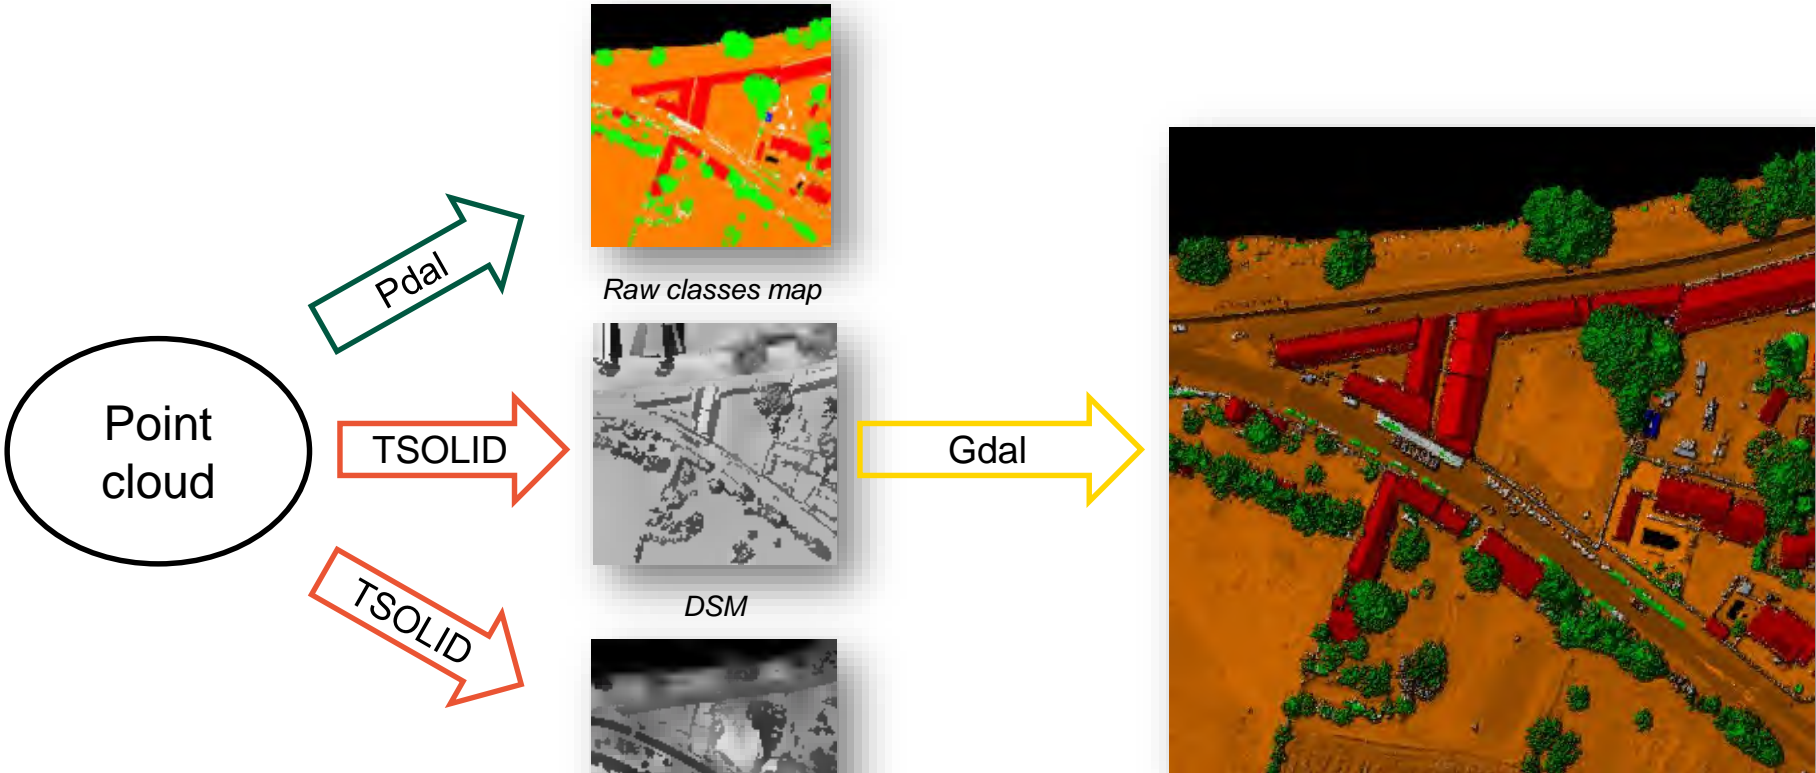 Pdal
Raw classes map
Point
cloud
TSOLID
Gdal
DSM
TSOLID